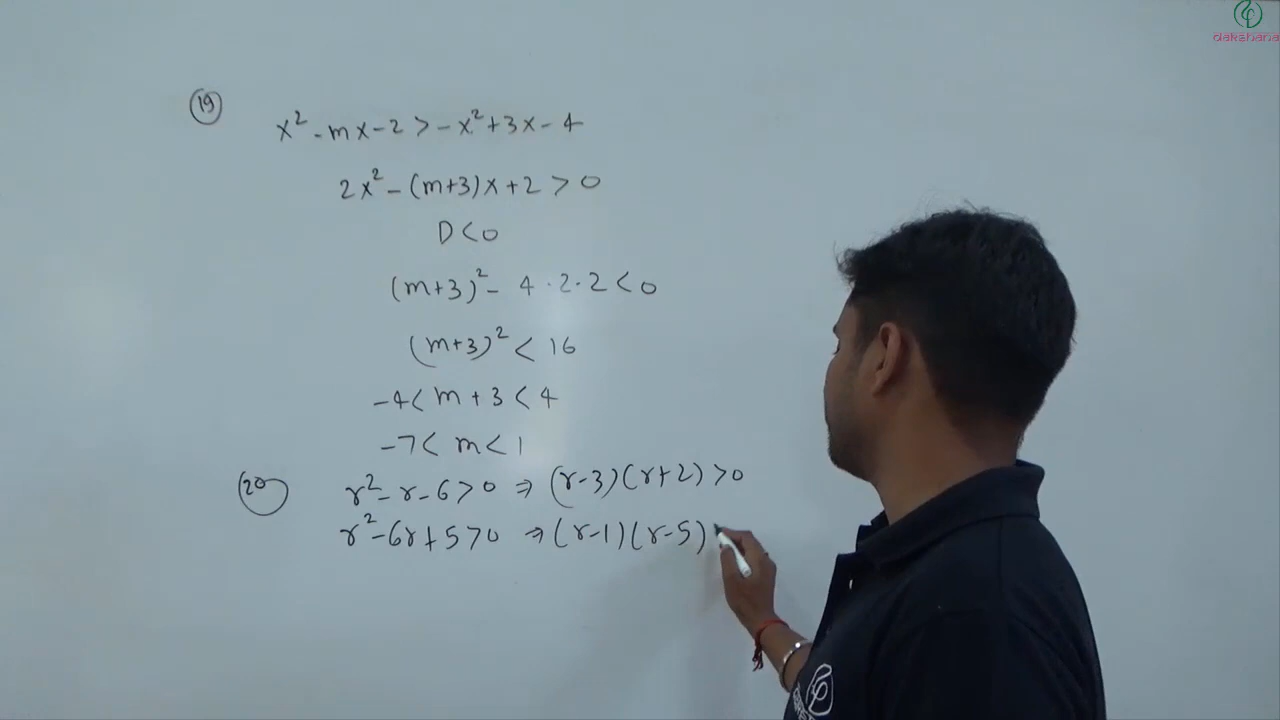 dakshana
(19)
x² - mx - 2 > - x² + 3x - 4
2x² - (m+3)x + 2 > 0
D < 0
(m+3)² - 4 · 2 · 2 < 0
(m+3)² < 16
-4 < m + 3 < 4
-7 < m < 1
(20) r² - r - 6 > 0 ⇒ (r-3)(r+2) > 0
r² - 6r + 5 > 0 ⇒ (r-1)(r-5)